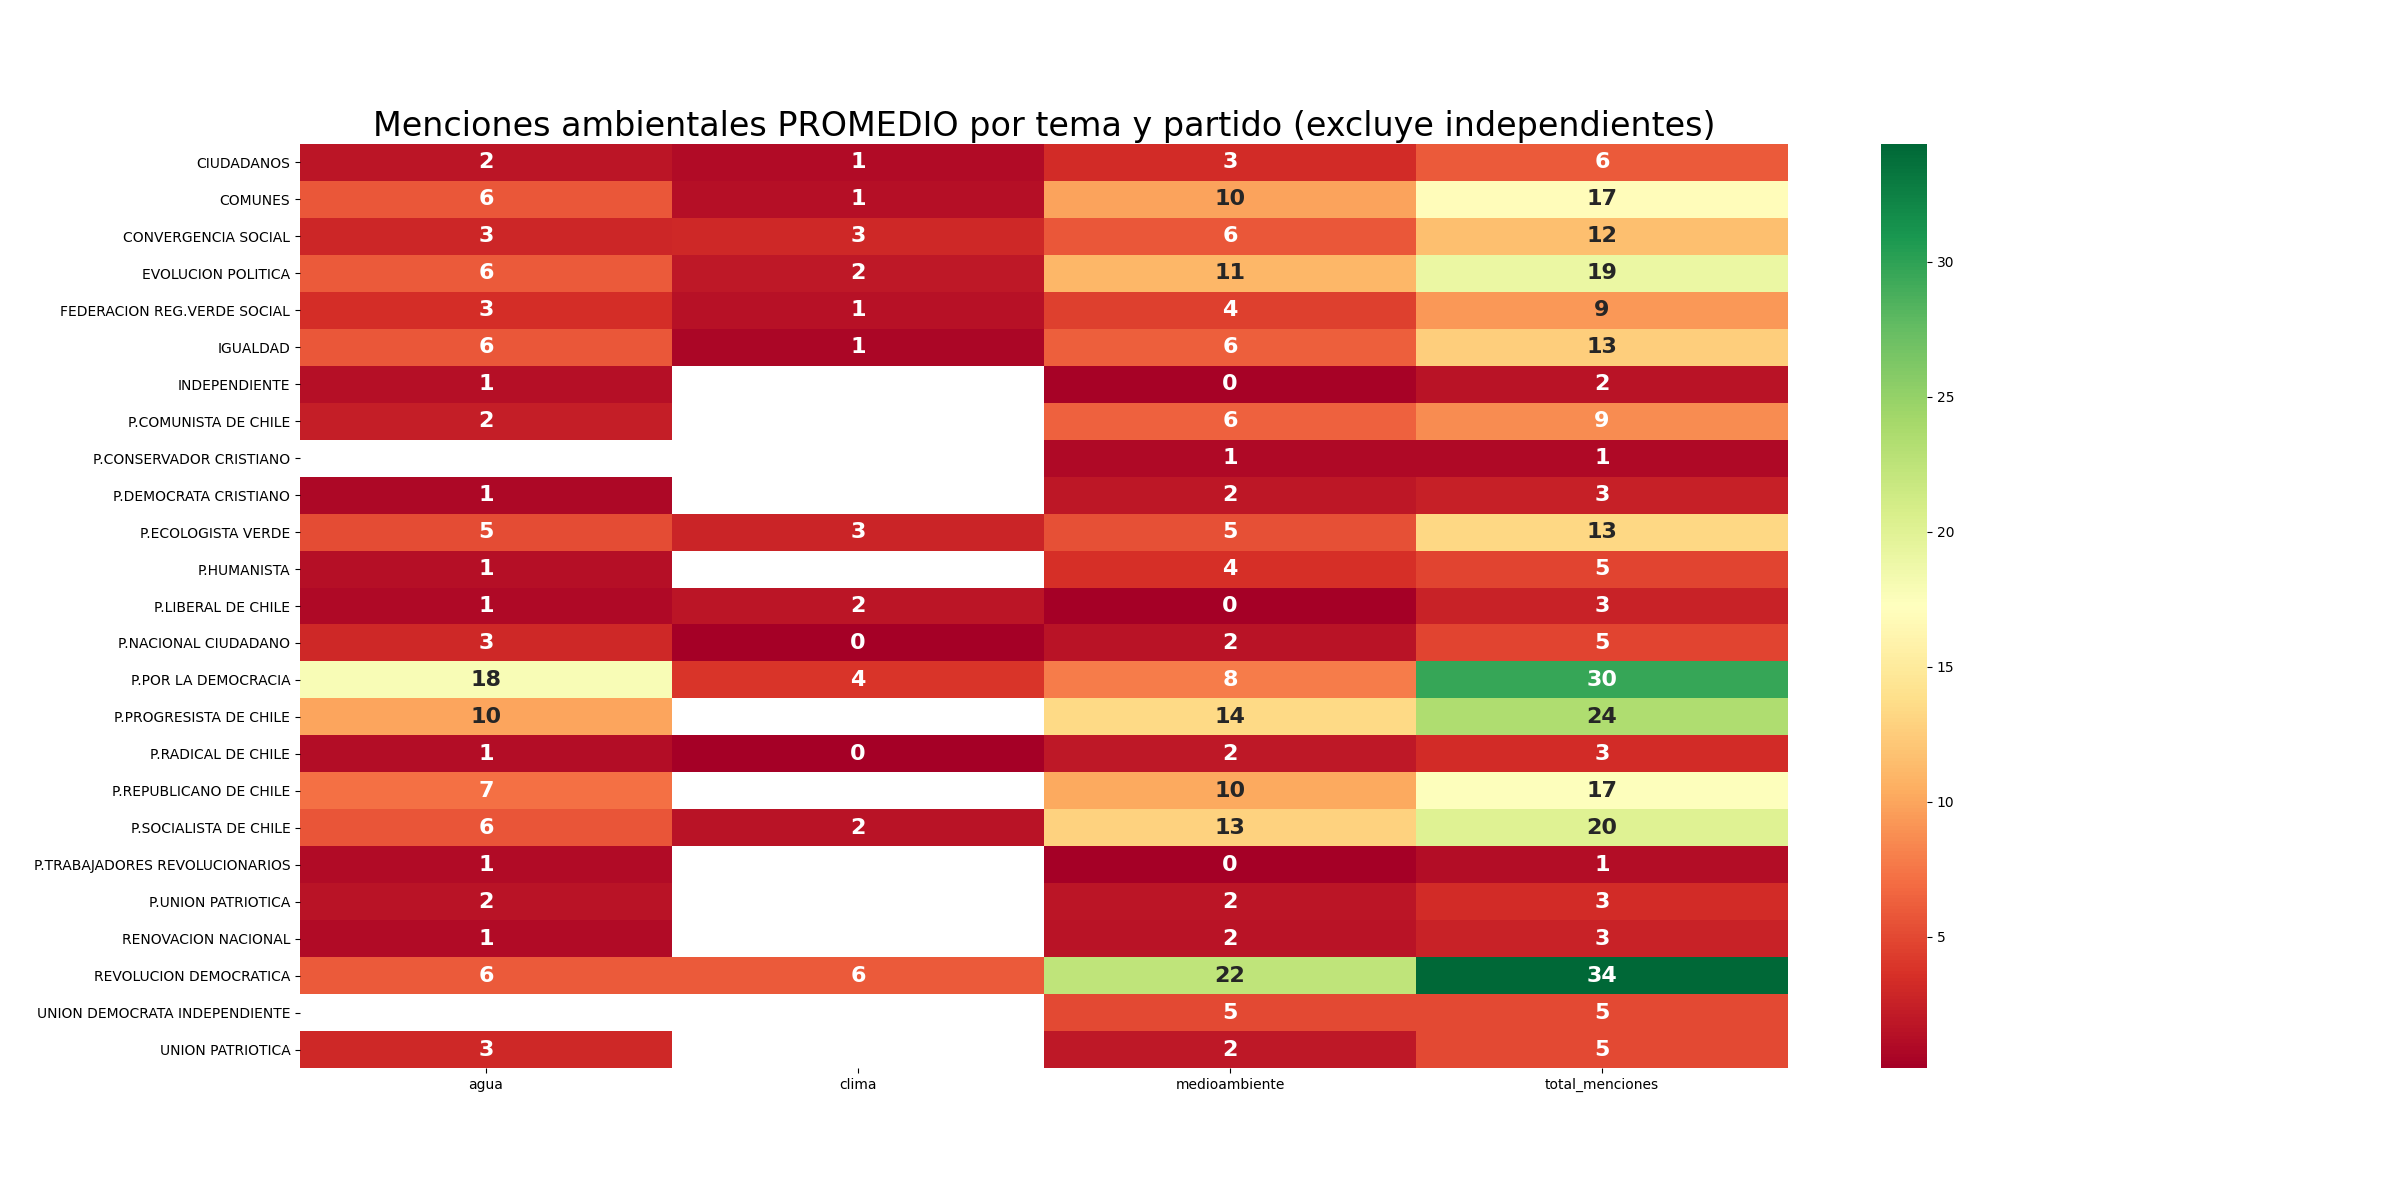 Menciones ambientales PROMEDIO por tema y partido (excluye independientes)
CIUDADANOS 2 1 3 6
COMUNES 6 1 10 17
CONVERGENCIA SOCIAL 3 3 6 12
EVOLUCION POLITICA 6 2 11 19
FEDERACION REG.VERDE SOCIAL 3 1 4 9
IGUALDAD 6 1 6 13
INDEPENDIENTE 1 0 2
P.COMUNISTA DE CHILE 2 6 9
P.CONSERVADOR CRISTIANO 1 1
P.DEMOCRATA CRISTIANO 1 2 3
P.ECOLOGISTA VERDE 5 3 5 13
P.HUMANISTA 1 4 5
P.LIBERAL DE CHILE 1 2 0 3
P.NACIONAL CIUDADANO 3 0 2 5
P.POR LA DEMOCRACIA 18 4 8 30
P.PROGRESISTA DE CHILE 10 14 24
P.RADICAL DE CHILE 1 0 2 3
P.REPUBLICANO DE CHILE 7 10 17
P.SOCIALISTA DE CHILE 6 2 13 20
P.TRABAJADORES REVOLUCIONARIOS 1 0 1
P.UNION PATRIOTICA 2 2 3
RENOVACION NACIONAL 1 2 3
REVOLUCION DEMOCRATICA 6 6 22 34
UNION DEMOCRATA INDEPENDIENTE 5 5
UNION PATRIOTICA 3 2 5
agua clima medioambiente total_menciones
30
25
20
15
10
5